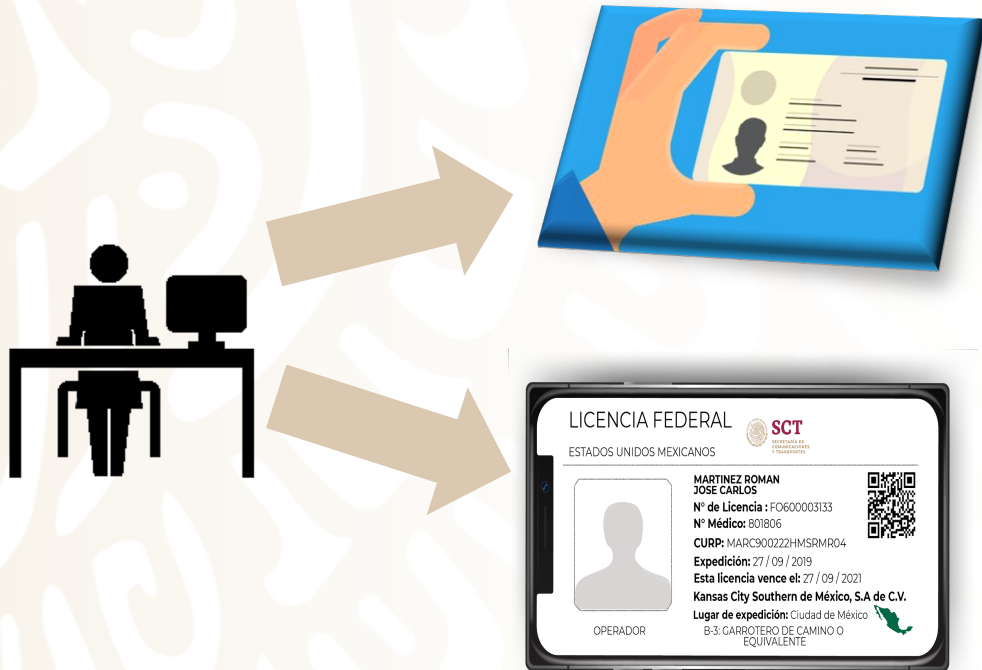 LICENCIA FEDERAL
SCT
SECRETARÍA DE
COMUNICACIONES
Y TRANSPORTES
ESTADOS UNIDOS MEXICANOS
MARTINEZ ROMAN
JOSE CARLOS
N° de Licencia : FO600003133
N° Médico: 801806
CURP: MARC900222HMSRMR04
Expedición: 27 / 09 / 2019
Esta licencia vence el: 27 / 09 / 2021
Kansas City Southern de México, S.A de C.V.
Lugar de expedición: Ciudad de México
OPERADOR
B-3: GARROTERO DE CAMINO O
EQUIVALENTE